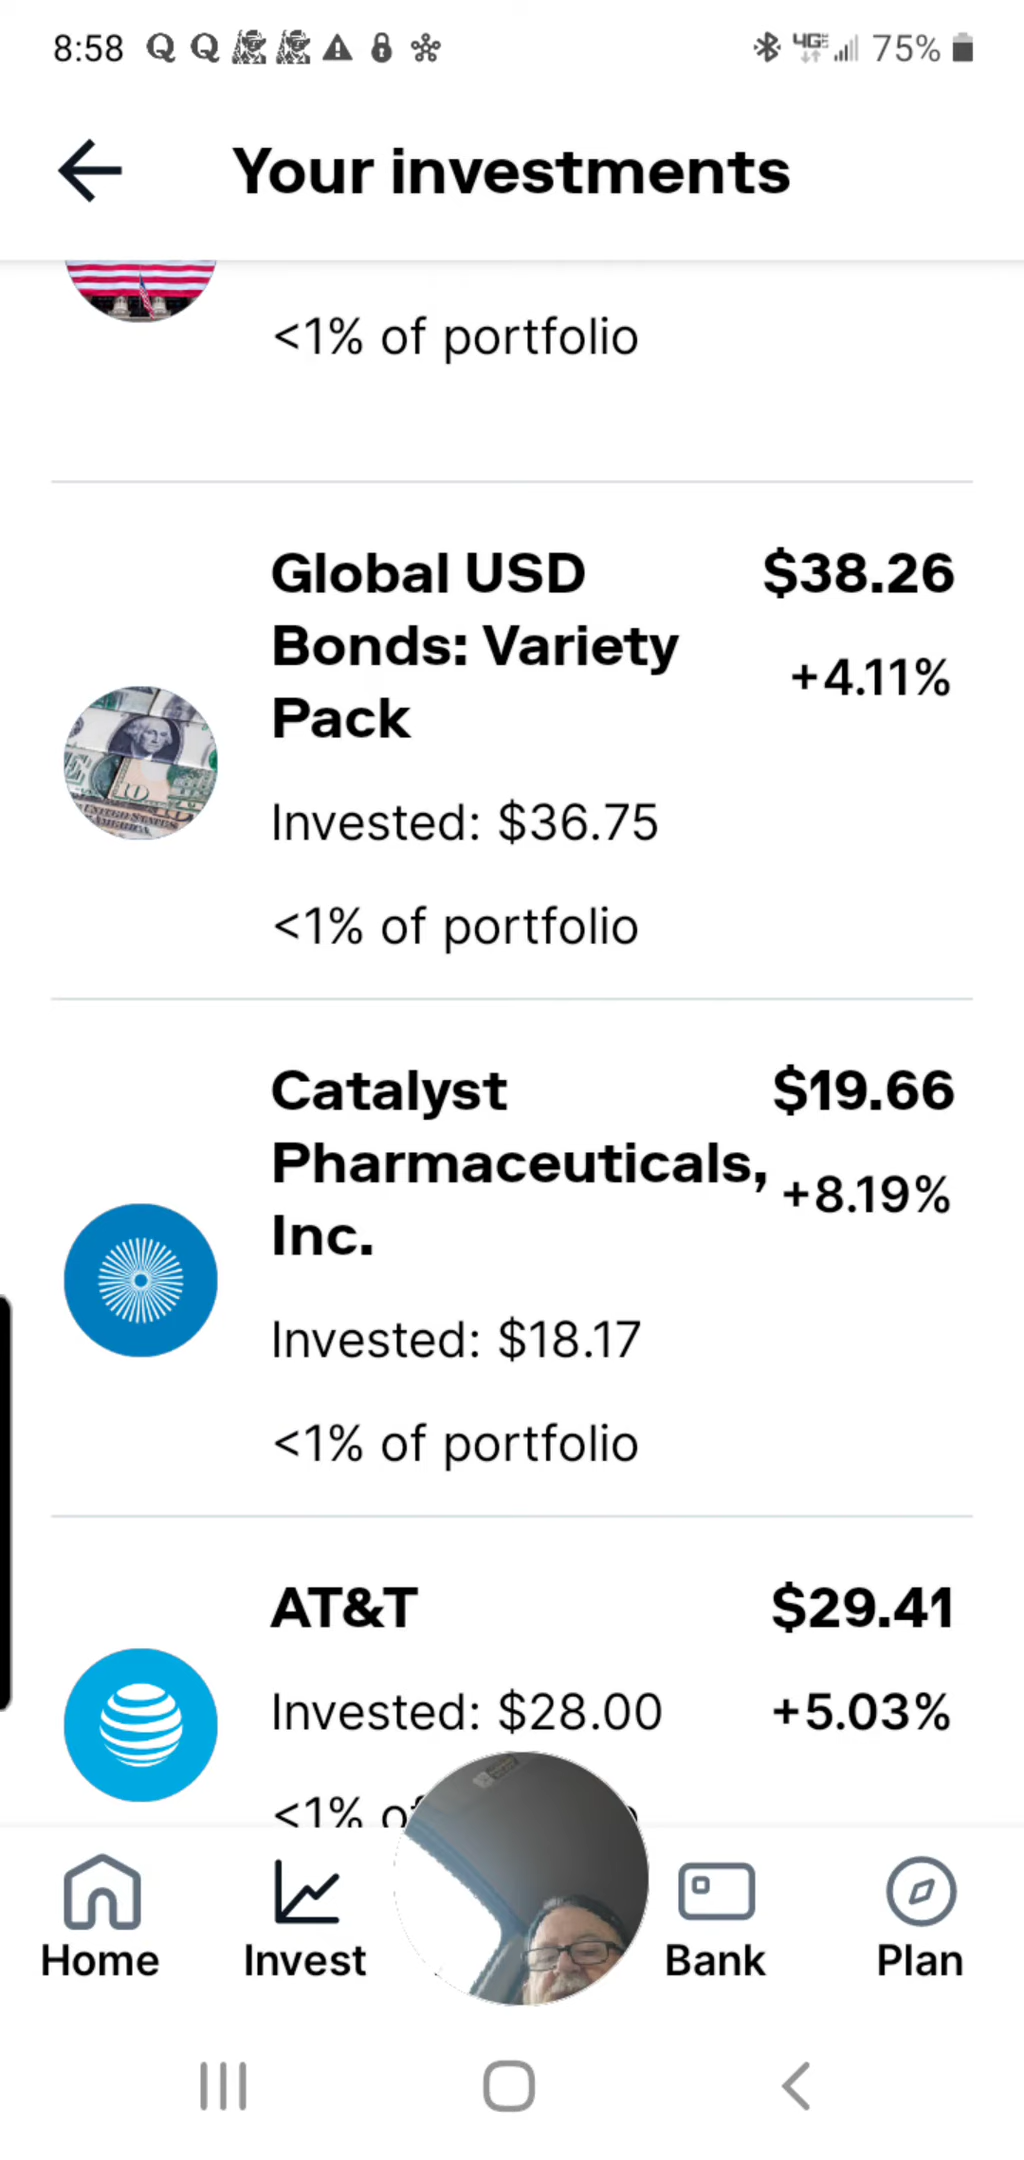 8:58 75%
Your investments
<1% of portfolio
Global USD $38.26
Bonds: Variety +4.11%
Pack
Invested: $36.75
<1% of portfolio
Catalyst $19.66
Pharmaceuticals, +8.19%
Inc.
Invested: $18.17
<1% of portfolio
AT&T $29.41
Invested: $28.00 +5.03%
<1% of
Home Invest Bank Plan